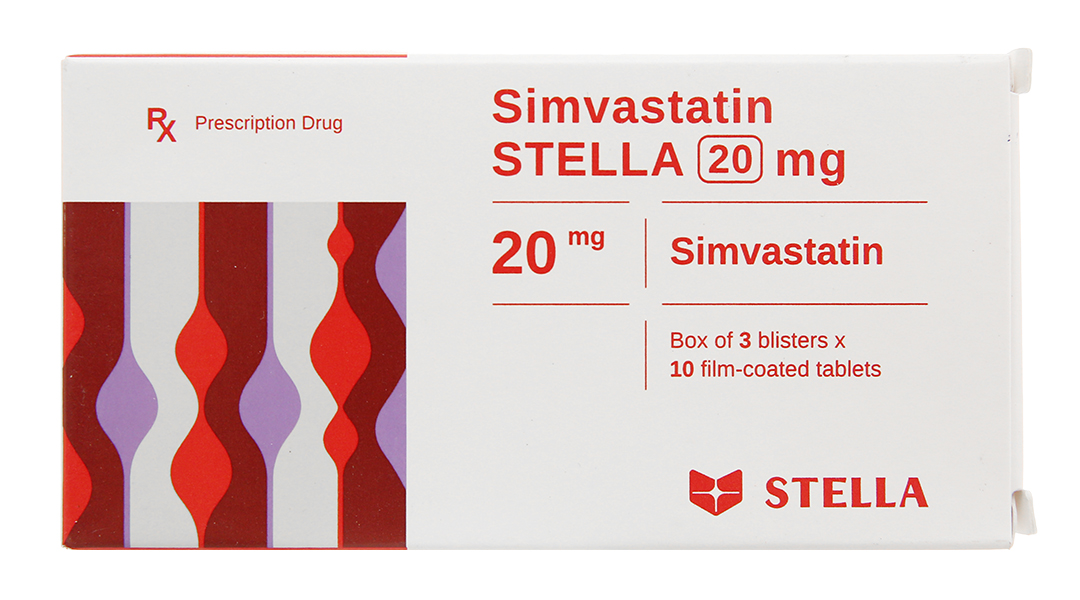 Rx Prescription Drug
Simvastatin
STELLA 20 mg
20 mg
Simvastatin
Box of 3 blisters x
10 film-coated tablets
STELLA